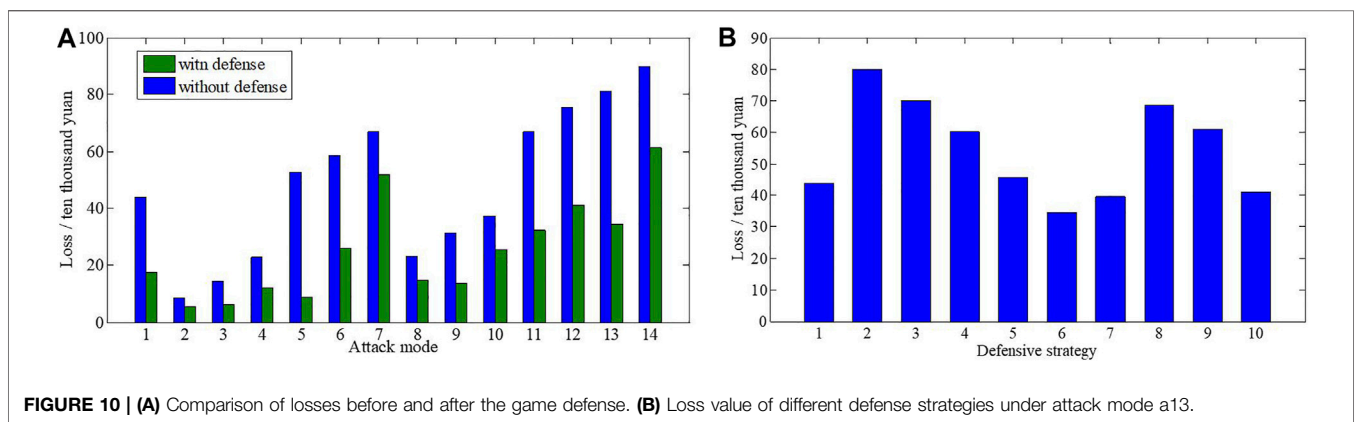 A
100
80
60
40
20
0
Loss / ten thousand yuan
witn defense
without defense
1 2 3 4 5 6 7 8 9 10 11 12 13 14
Attack mode
B
90
80
70
60
50
40
30
20
10
0
Loss / ten thousand yuan
1 2 3 4 5 6 7 8 9 10
Defensive strategy
FIGURE 10 | (A) Comparison of losses before and after the game defense. (B) Loss value of different defense strategies under attack mode a13.